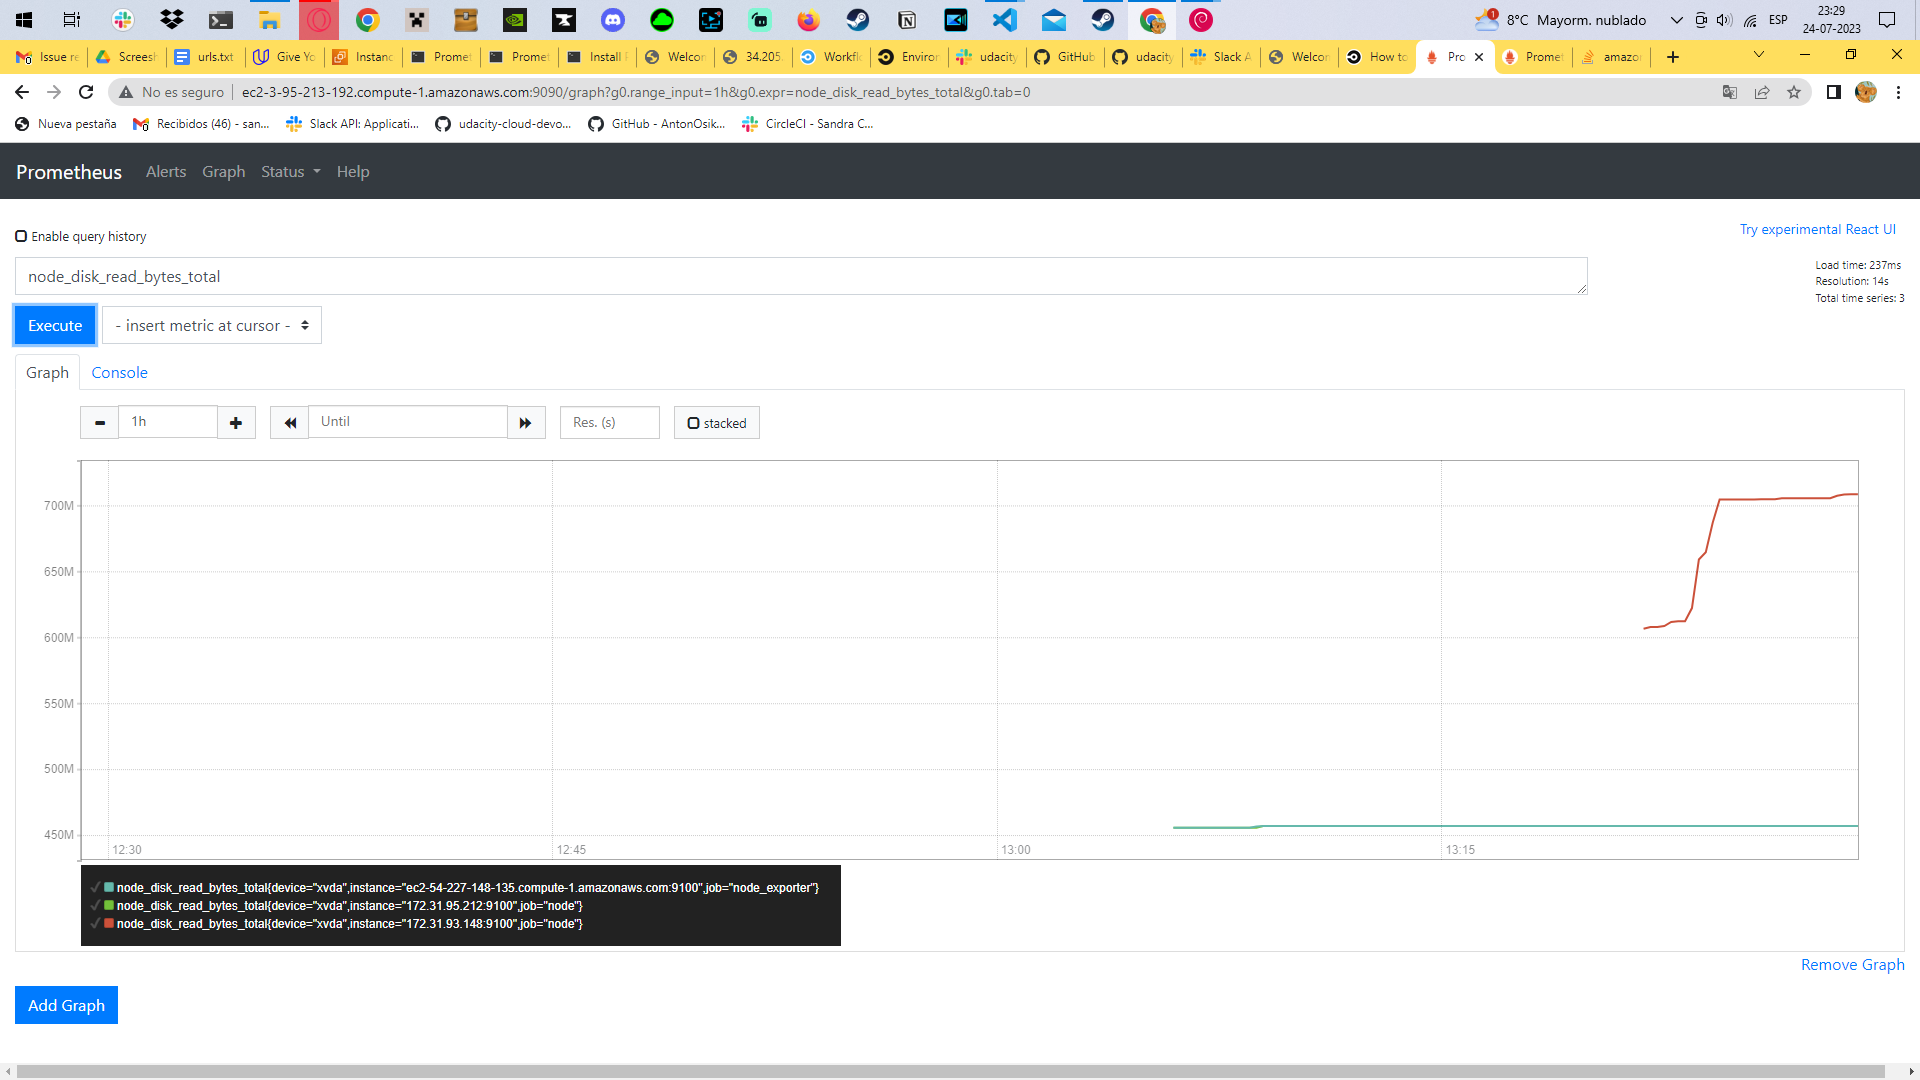 8°C Mayorm. nublado
ESP
23:29
24-07-2023
1
Issue re
Screesh
urls.txt
Give Yo
Instanc
Promet
Promet
Install
Welcon
34.205.
Workflo
Environ
udacity
GitHub
udacity
Slack A
Welcon
How to
Pro
Promet
amazon
No es seguro
ec2-3-95-213-192.compute-1.amazonaws.com:9090/graph?g0.range_input=1h&g0.expr=node_disk_read_bytes_total&g0.tab=0
Nueva pestaña
Recibidos (46) - san...
Slack API: Applicati...
udacity-cloud-devo...
GitHub - AntonOsik...
CircleCI - Sandra C...
Prometheus Alerts Graph Status Help
Enable query history
Try experimental React UI
node_disk_read_bytes_total
Load time: 237ms
Resolution: 14s
Total time series: 3
Execute
- insert metric at cursor -
Graph Console
1h
Until
Res. (s)
stacked
700M
650M
600M
550M
500M
450M
12:30
12:45
13:00
13:15
node_disk_read_bytes_total{device="xvda",instance="ec2-54-227-148-135.compute-1.amazonaws.com:9100",job="node_exporter"}
node_disk_read_bytes_total{device="xvda",instance="172.31.95.212:9100",job="node"}
node_disk_read_bytes_total{device="xvda",instance="172.31.93.148:9100",job="node"}
Remove Graph
Add Graph